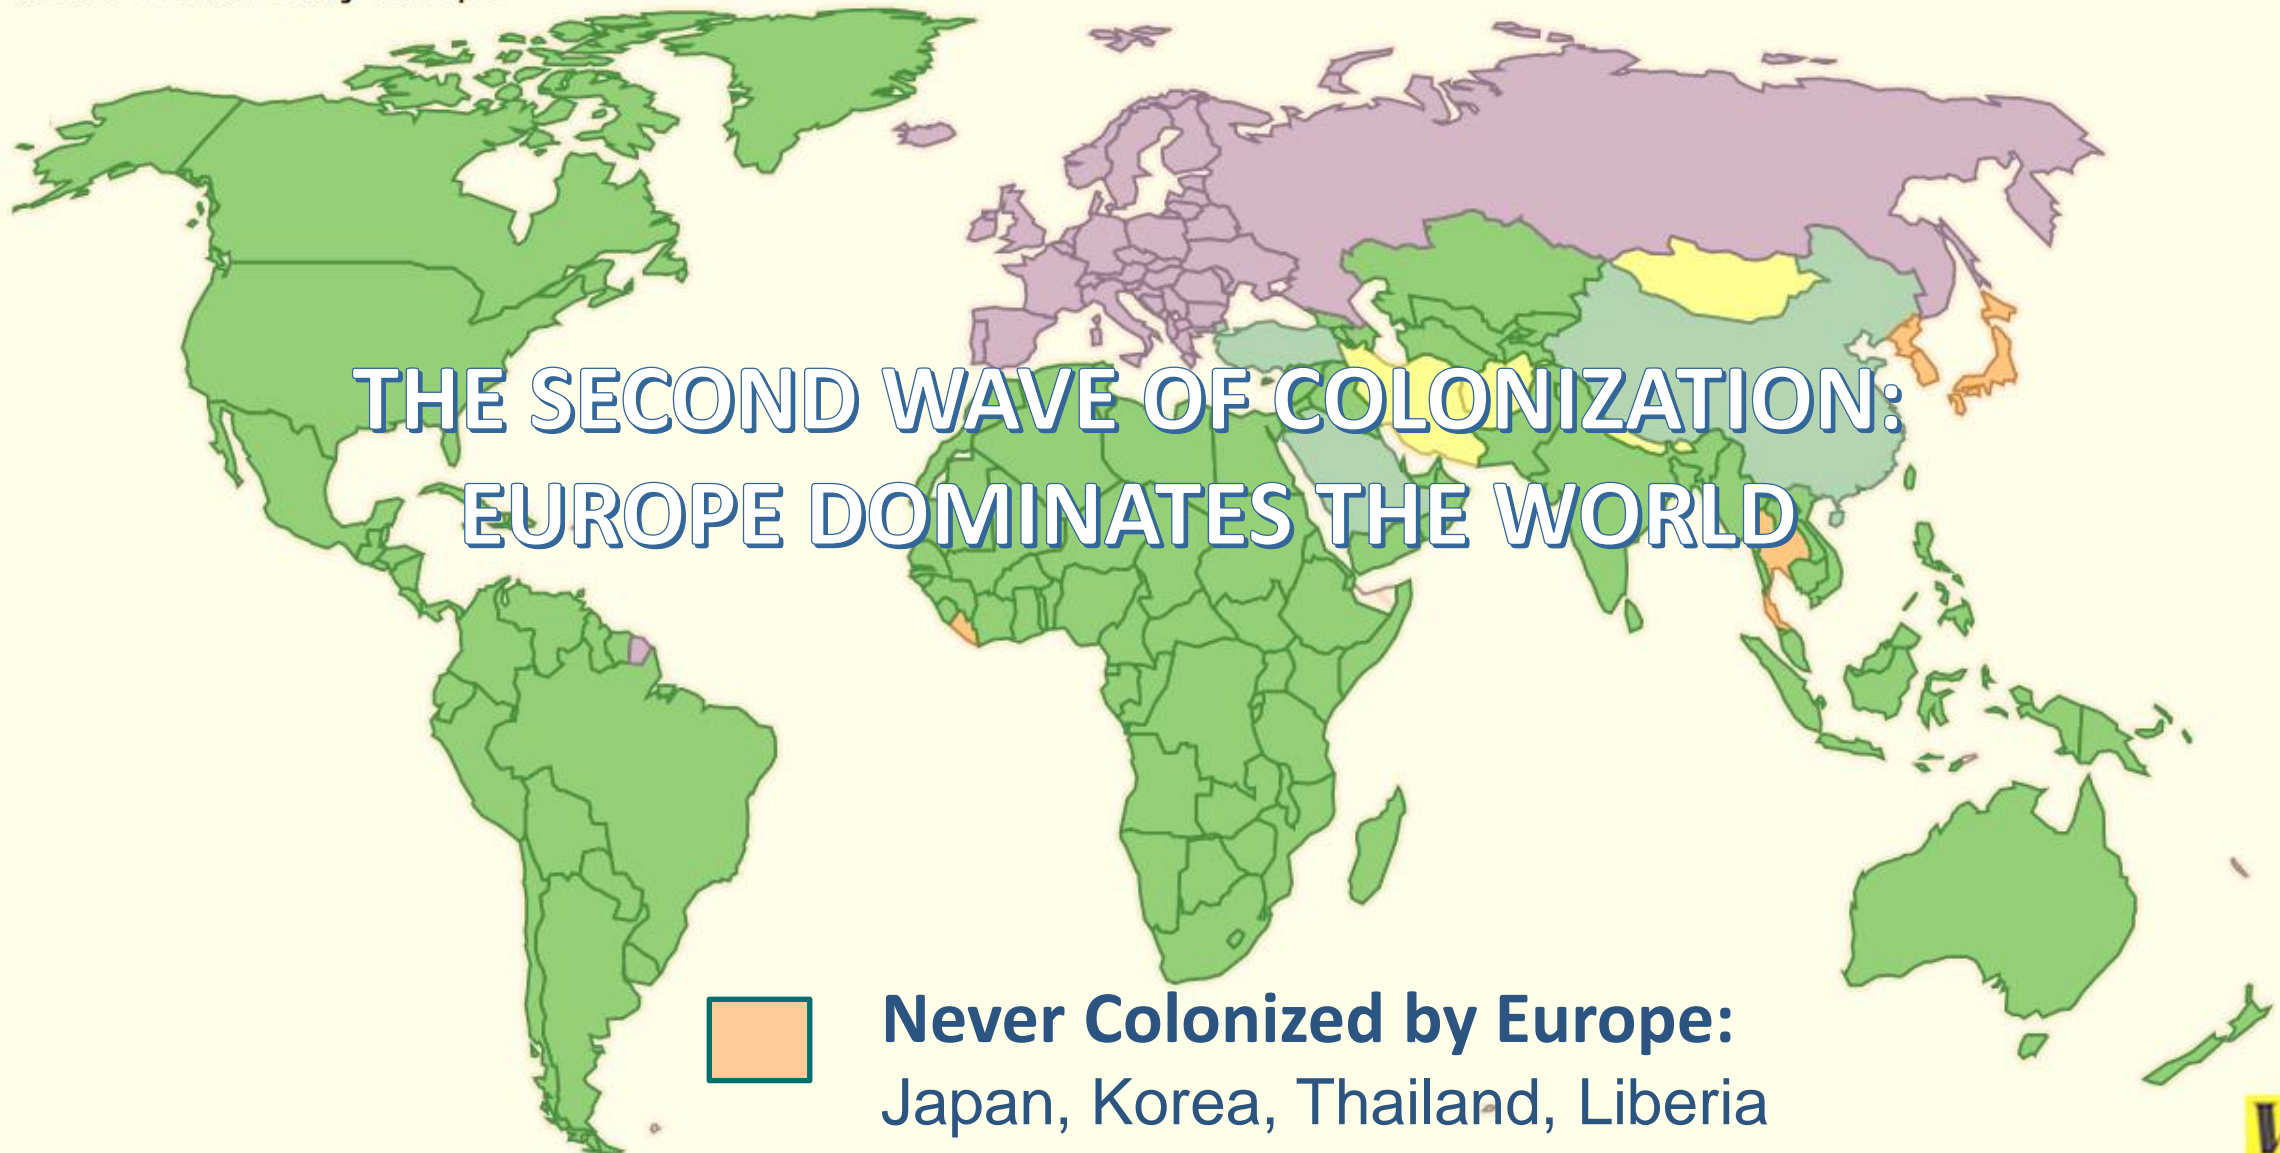 THE SECOND WAVE OF COLONIZATION:
EUROPE DOMINATES THE WORLD
Never Colonized by Europe:
Japan, Korea, Thailand, Liberia